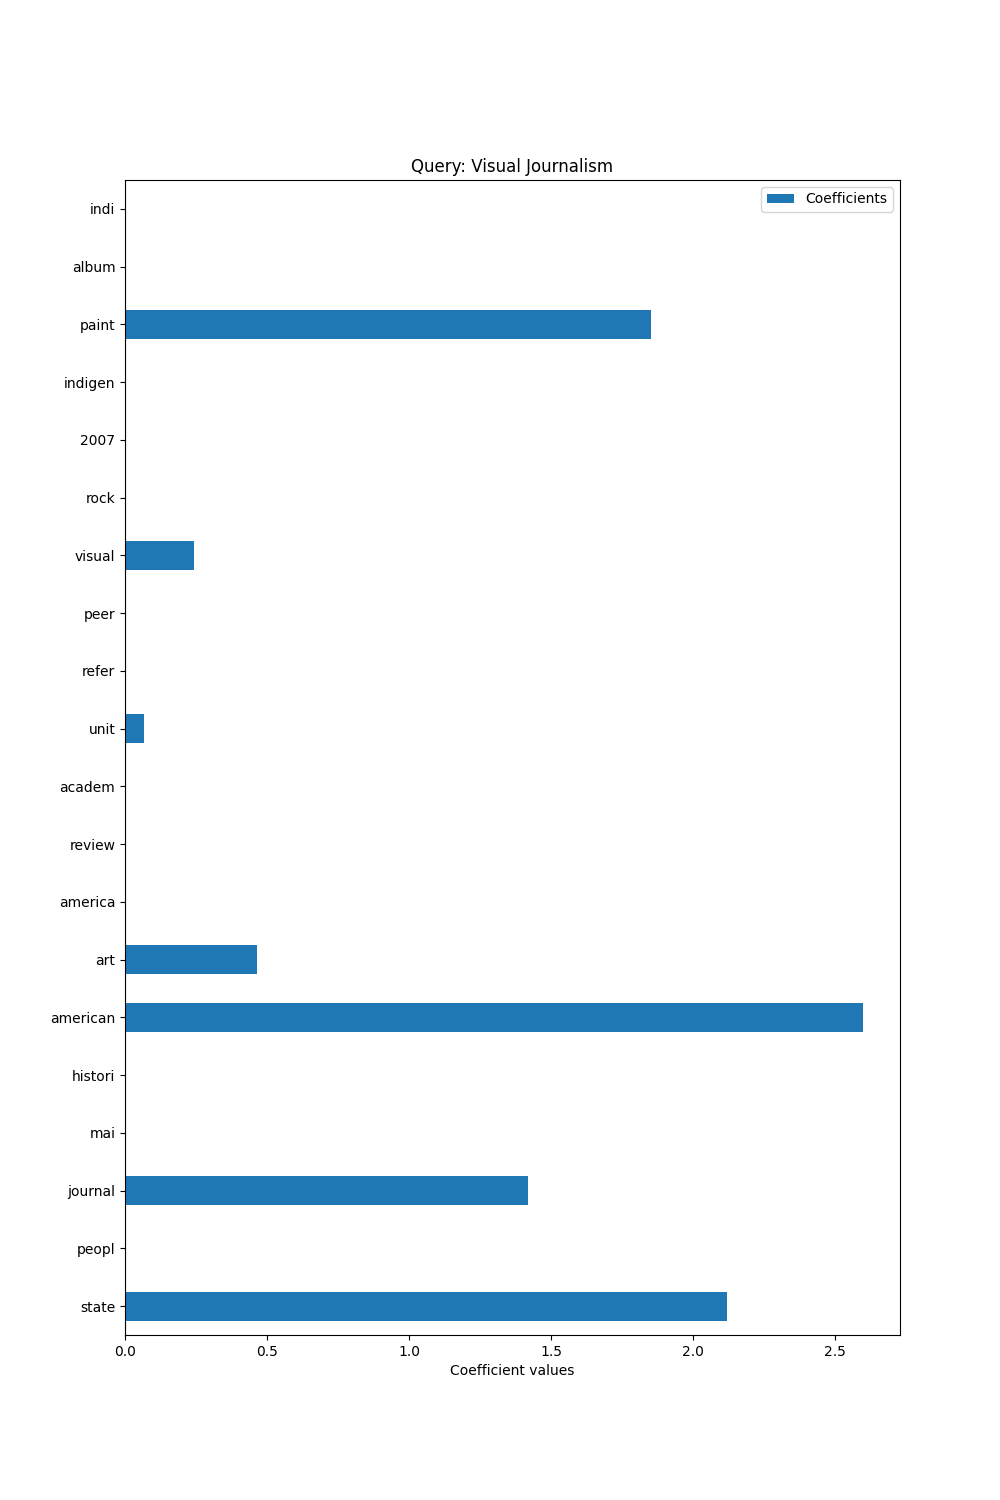 Query: Visual Journalism
Coefficients
indi
album
paint
indigen
2007
rock
visual
peer
refer
unit
academ
review
america
art
american
histori
mai
journal
peopl
state
0.0 0.5 1.0 1.5 2.0 2.5
Coefficient values